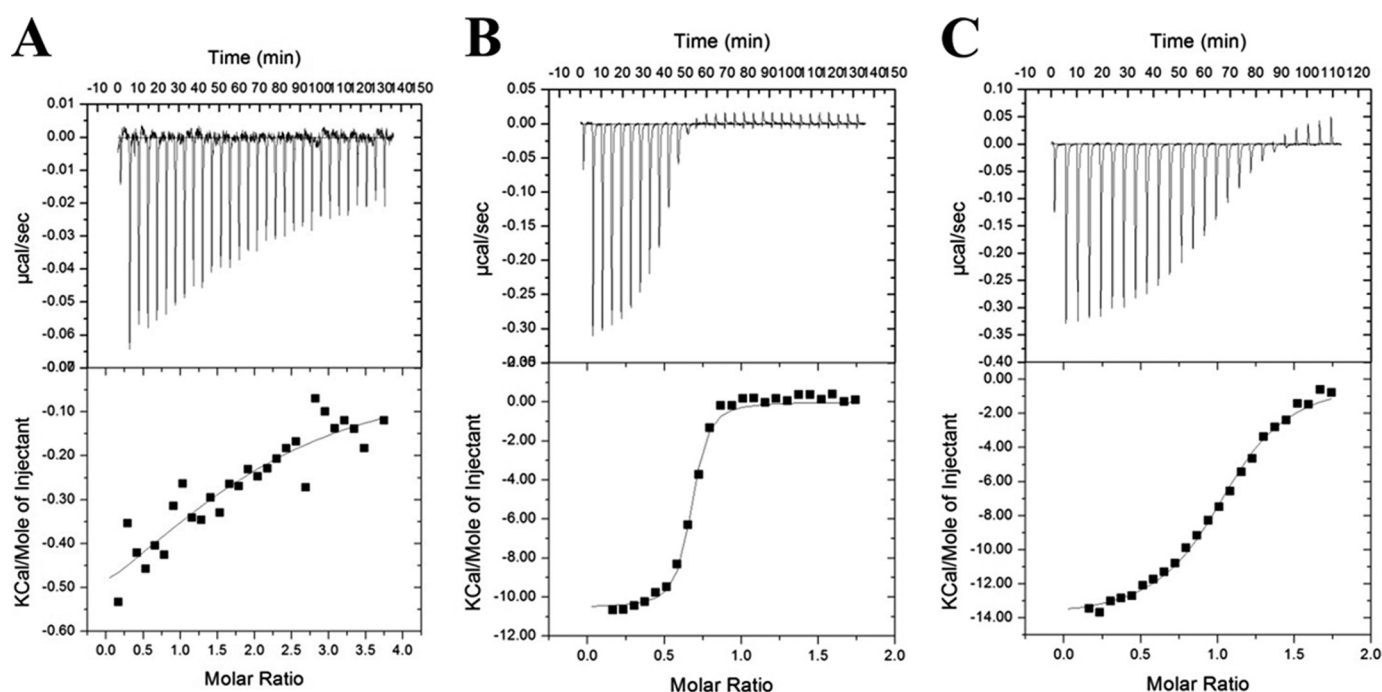 A
Time (min)
-10 0 10 20 30 40 50 60 70 80 90 100 110 120 130 140 150
0.01
0.00
-0.01
-0.02
-0.03
-0.04
-0.05
-0.06
µcal/sec
-0.10
-0.20
-0.30
-0.40
-0.50
-0.60
KCal/Mole of Injectant
0.0 0.5 1.0 1.5 2.0 2.5 3.0 3.5 4.0
Molar Ratio
B
Time (min)
-10 0 10 20 30 40 50 60 70 80 90 100 110 120 130 140 150
0.05
0.00
-0.05
-0.10
-0.15
-0.20
-0.25
-0.30
µcal/sec
0.00
-2.00
-4.00
-6.00
-8.00
-10.00
-12.00
KCal/Mole of Injectant
0.0 0.5 1.0 1.5 2.0
Molar Ratio
C
Time (min)
-10 0 10 20 30 40 50 60 70 80 90 100 110 120
0.10
0.05
0.00
-0.05
-0.10
-0.15
-0.20
-0.25
-0.30
-0.35
-0.40
µcal/sec
0.00
-2.00
-4.00
-6.00
-8.00
-10.00
-12.00
-14.00
KCal/Mole of Injectant
0.0 0.5 1.0 1.5 2.0
Molar Ratio